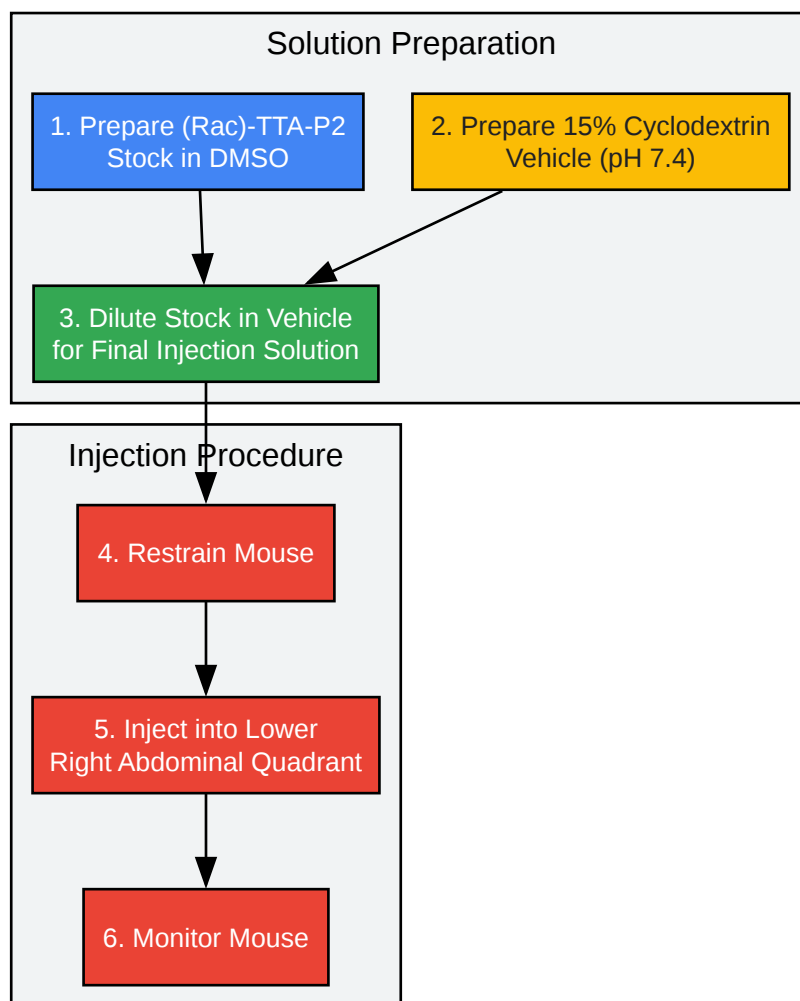 Solution Preparation
1. Prepare (Rac)-TTA-P2
Stock in DMSO
2. Prepare 15% Cyclodextrin
Vehicle (pH 7.4)
3. Dilute Stock in Vehicle
for Final Injection Solution
Injection Procedure
4. Restrain Mouse
5. Inject into Lower
Right Abdominal Quadrant
6. Monitor Mouse